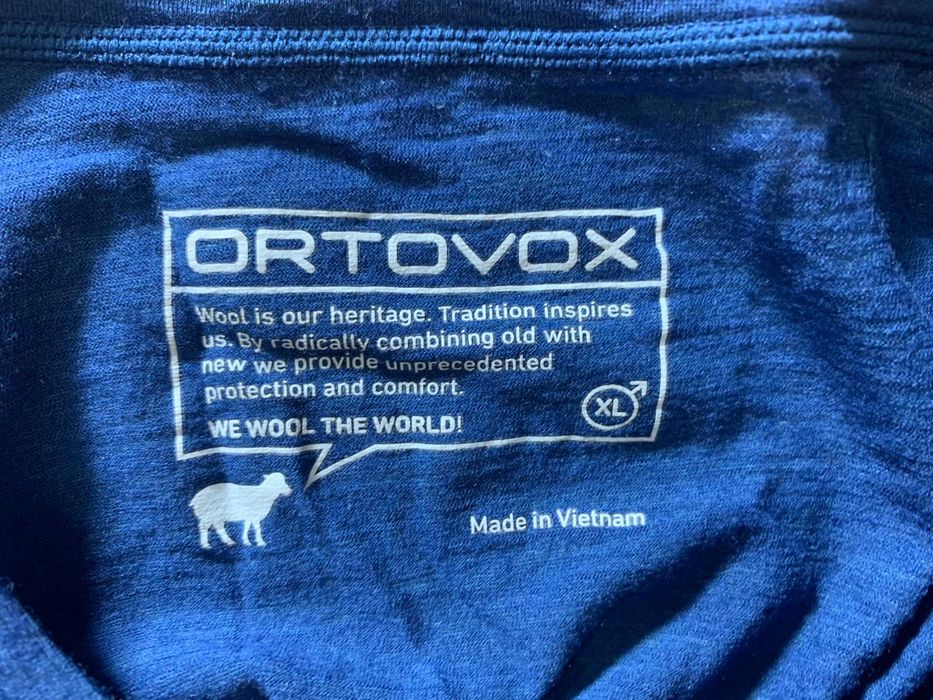 ORTOVOX
Wool is our heritage. Tradition inspires
us. By radically combining old with
new we provide unprecedented
protection and comfort.
WE WOOL THE WORLD!
XL
Made in Vietnam